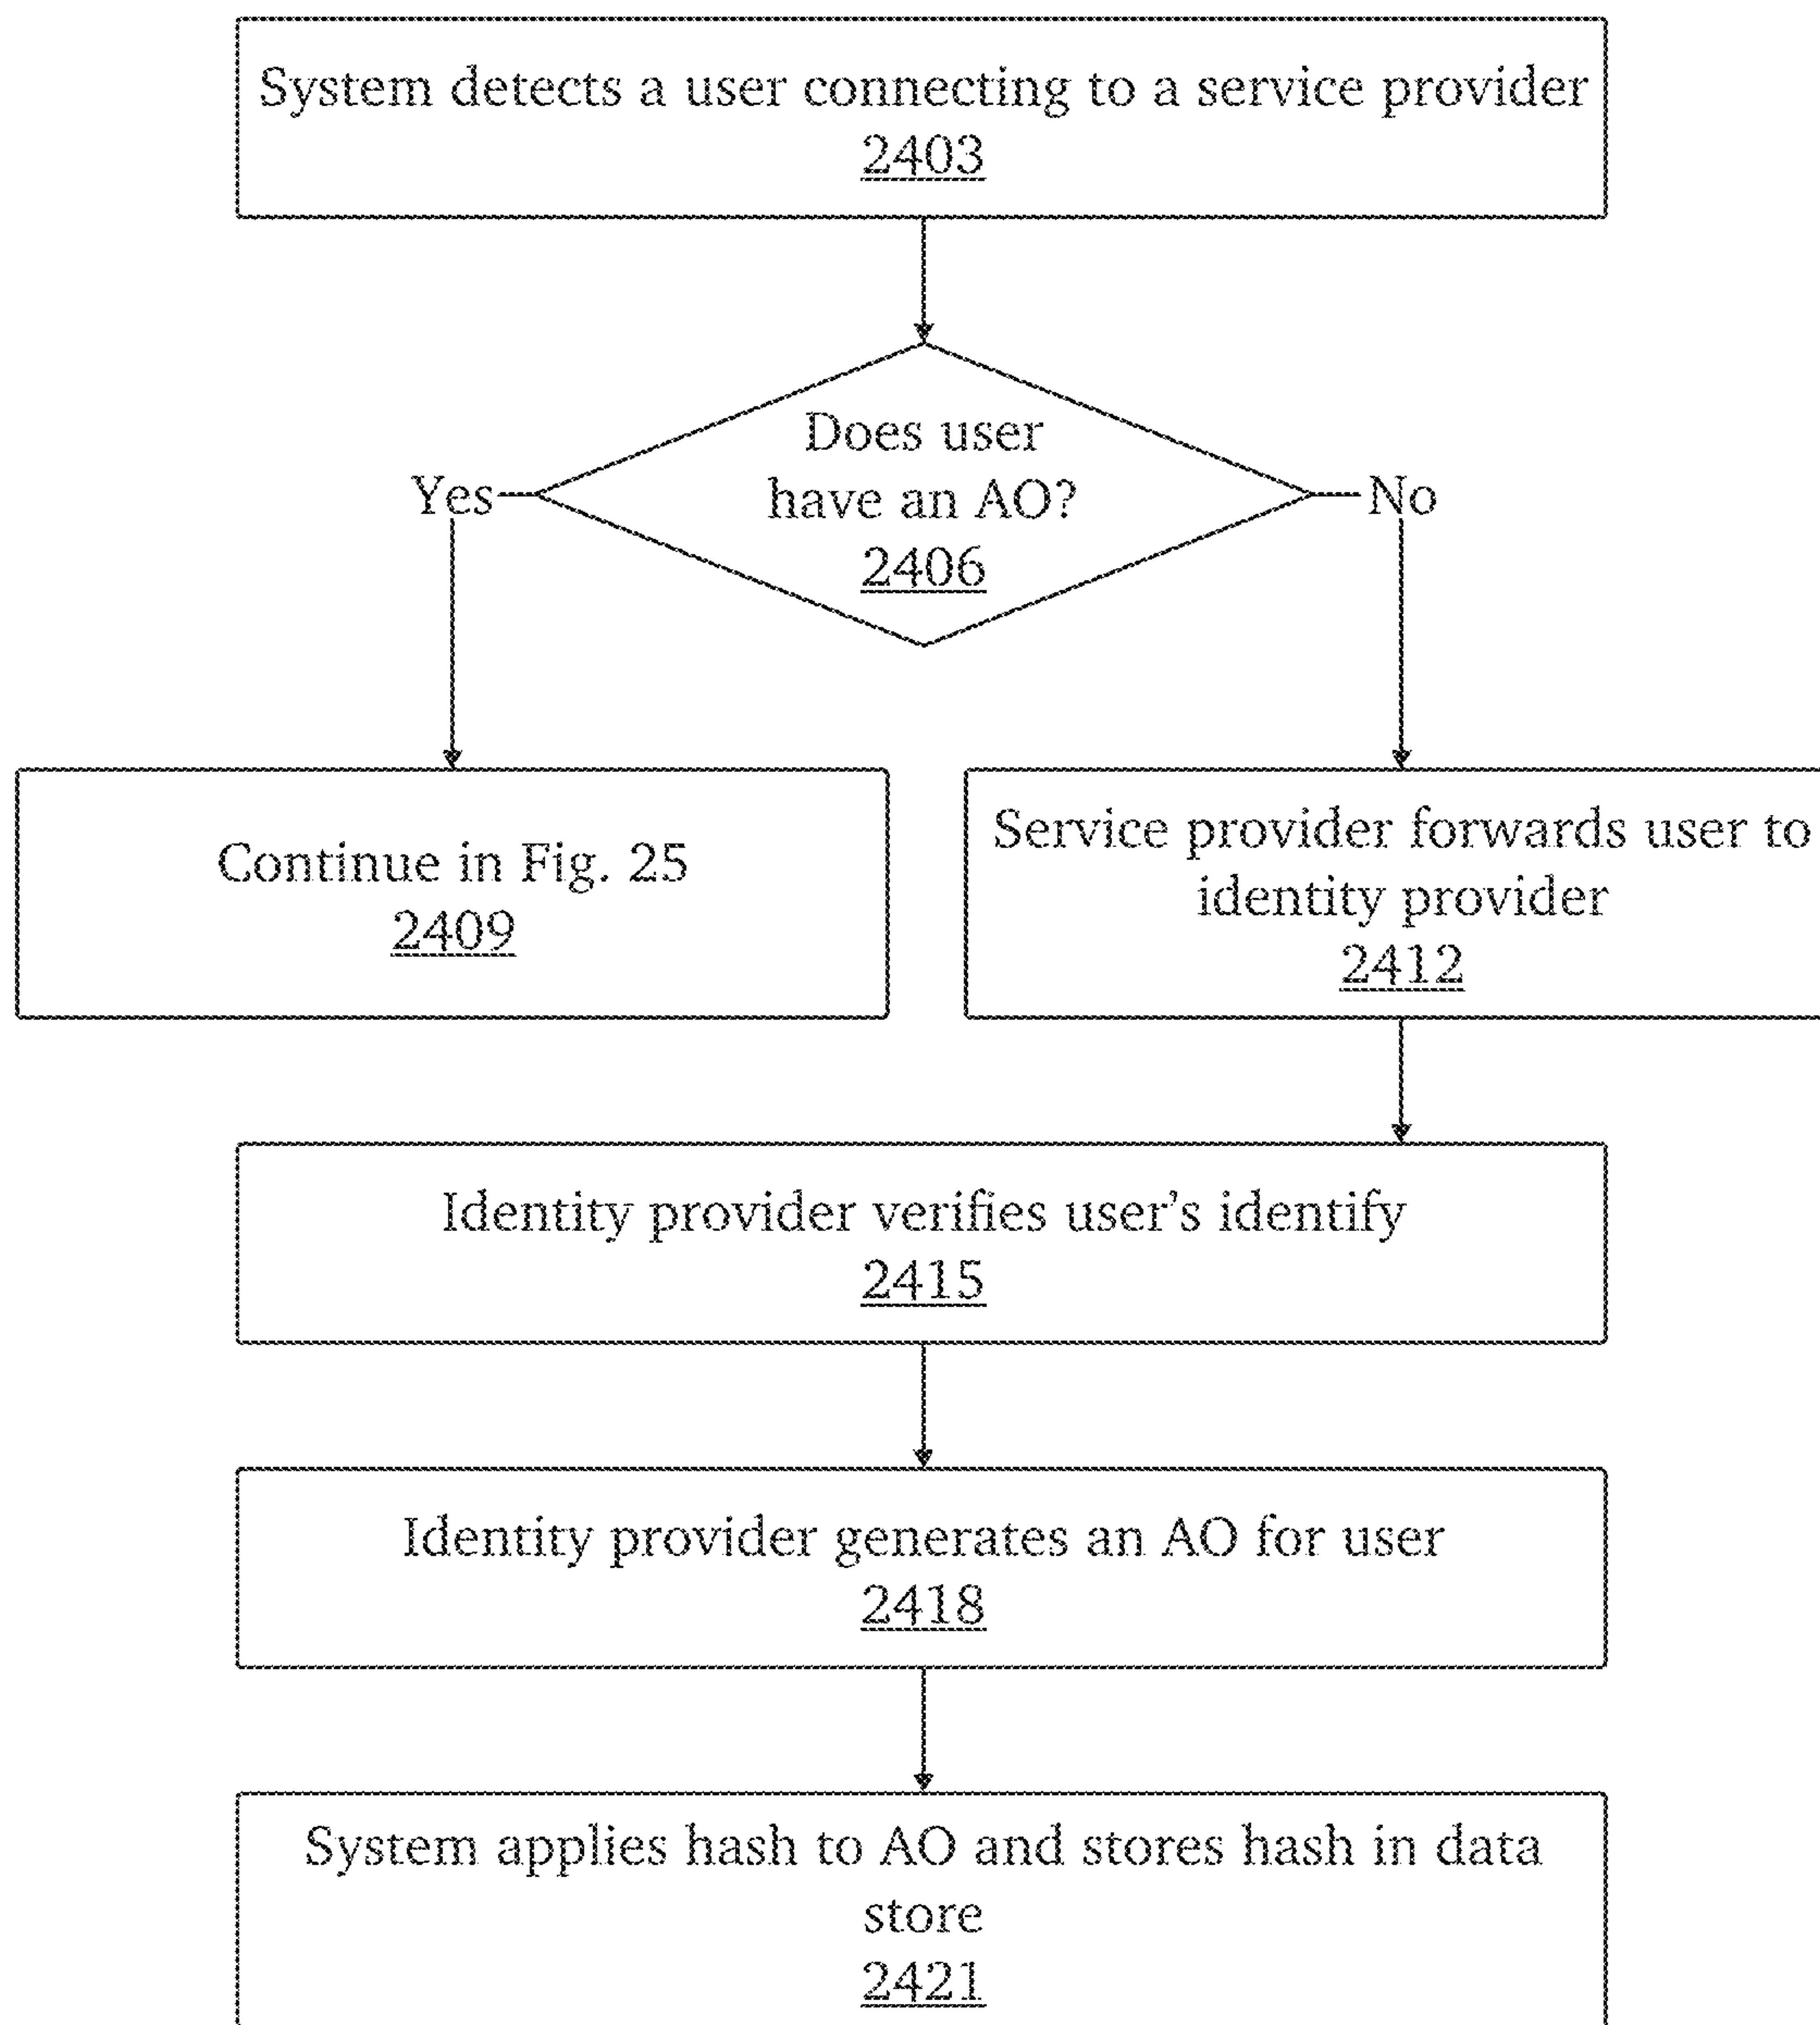 System detects a user connecting to a service provider
2403
Does user
have an AO?
2406
Yes
No
Continue in Fig. 25
2409
Service provider forwards user to
identity provider
2412
Identity provider verifies user's identify
2415
Identity provider generates an AO for user
2418
System applies hash to AO and stores hash in data
store
2421